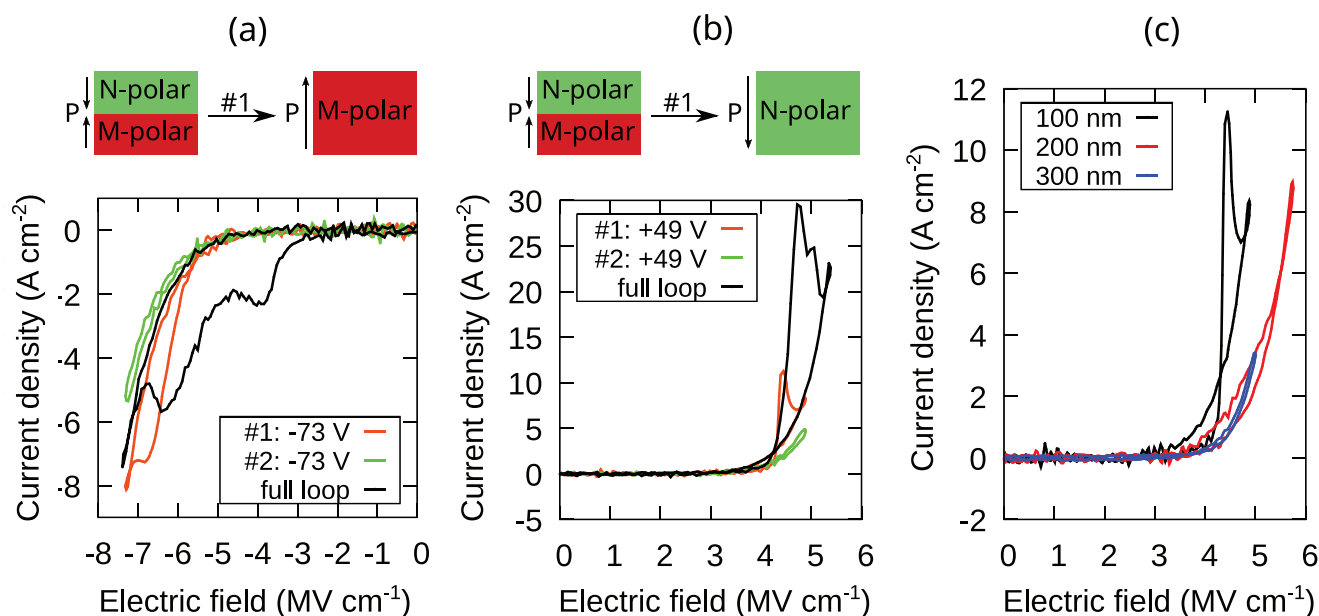 (a)
N-polar
P
M-polar
#1
P
M-polar
0
-2
-4
-6
-8
Current density (A cm-2)
#1: -73 V
#2: -73 V
full loop
-8 -7 -6 -5 -4 -3 -2 -1 0
Electric field (MV cm-1)
(b)
N-polar
P
M-polar
#1
P
N-polar
30
25
20
15
10
5
0
-5
Current density (A cm-2)
#1: +49 V
#2: +49 V
full loop
0 1 2 3 4 5 6
Electric field (MV cm-1)
(c)
12
10
8
6
4
2
0
-2
Current density (A cm-2)
100 nm
200 nm
300 nm
0 1 2 3 4 5 6
Electric field (MV cm-1)